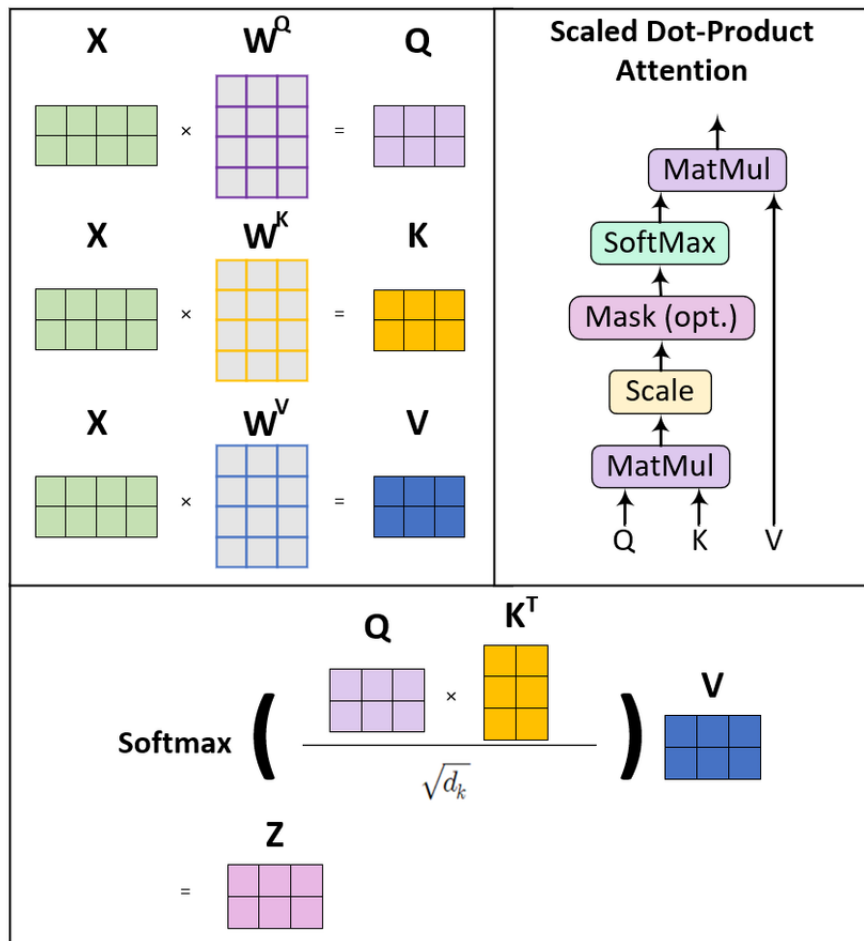 X W^Q Q
× =
X W^K K
× =
X W^V V
× =
Scaled Dot-Product
Attention
MatMul
SoftMax
Mask (opt.)
Scale
MatMul
Q K V
Q K^T
× V
Softmax ( )
√d_k
Z
=